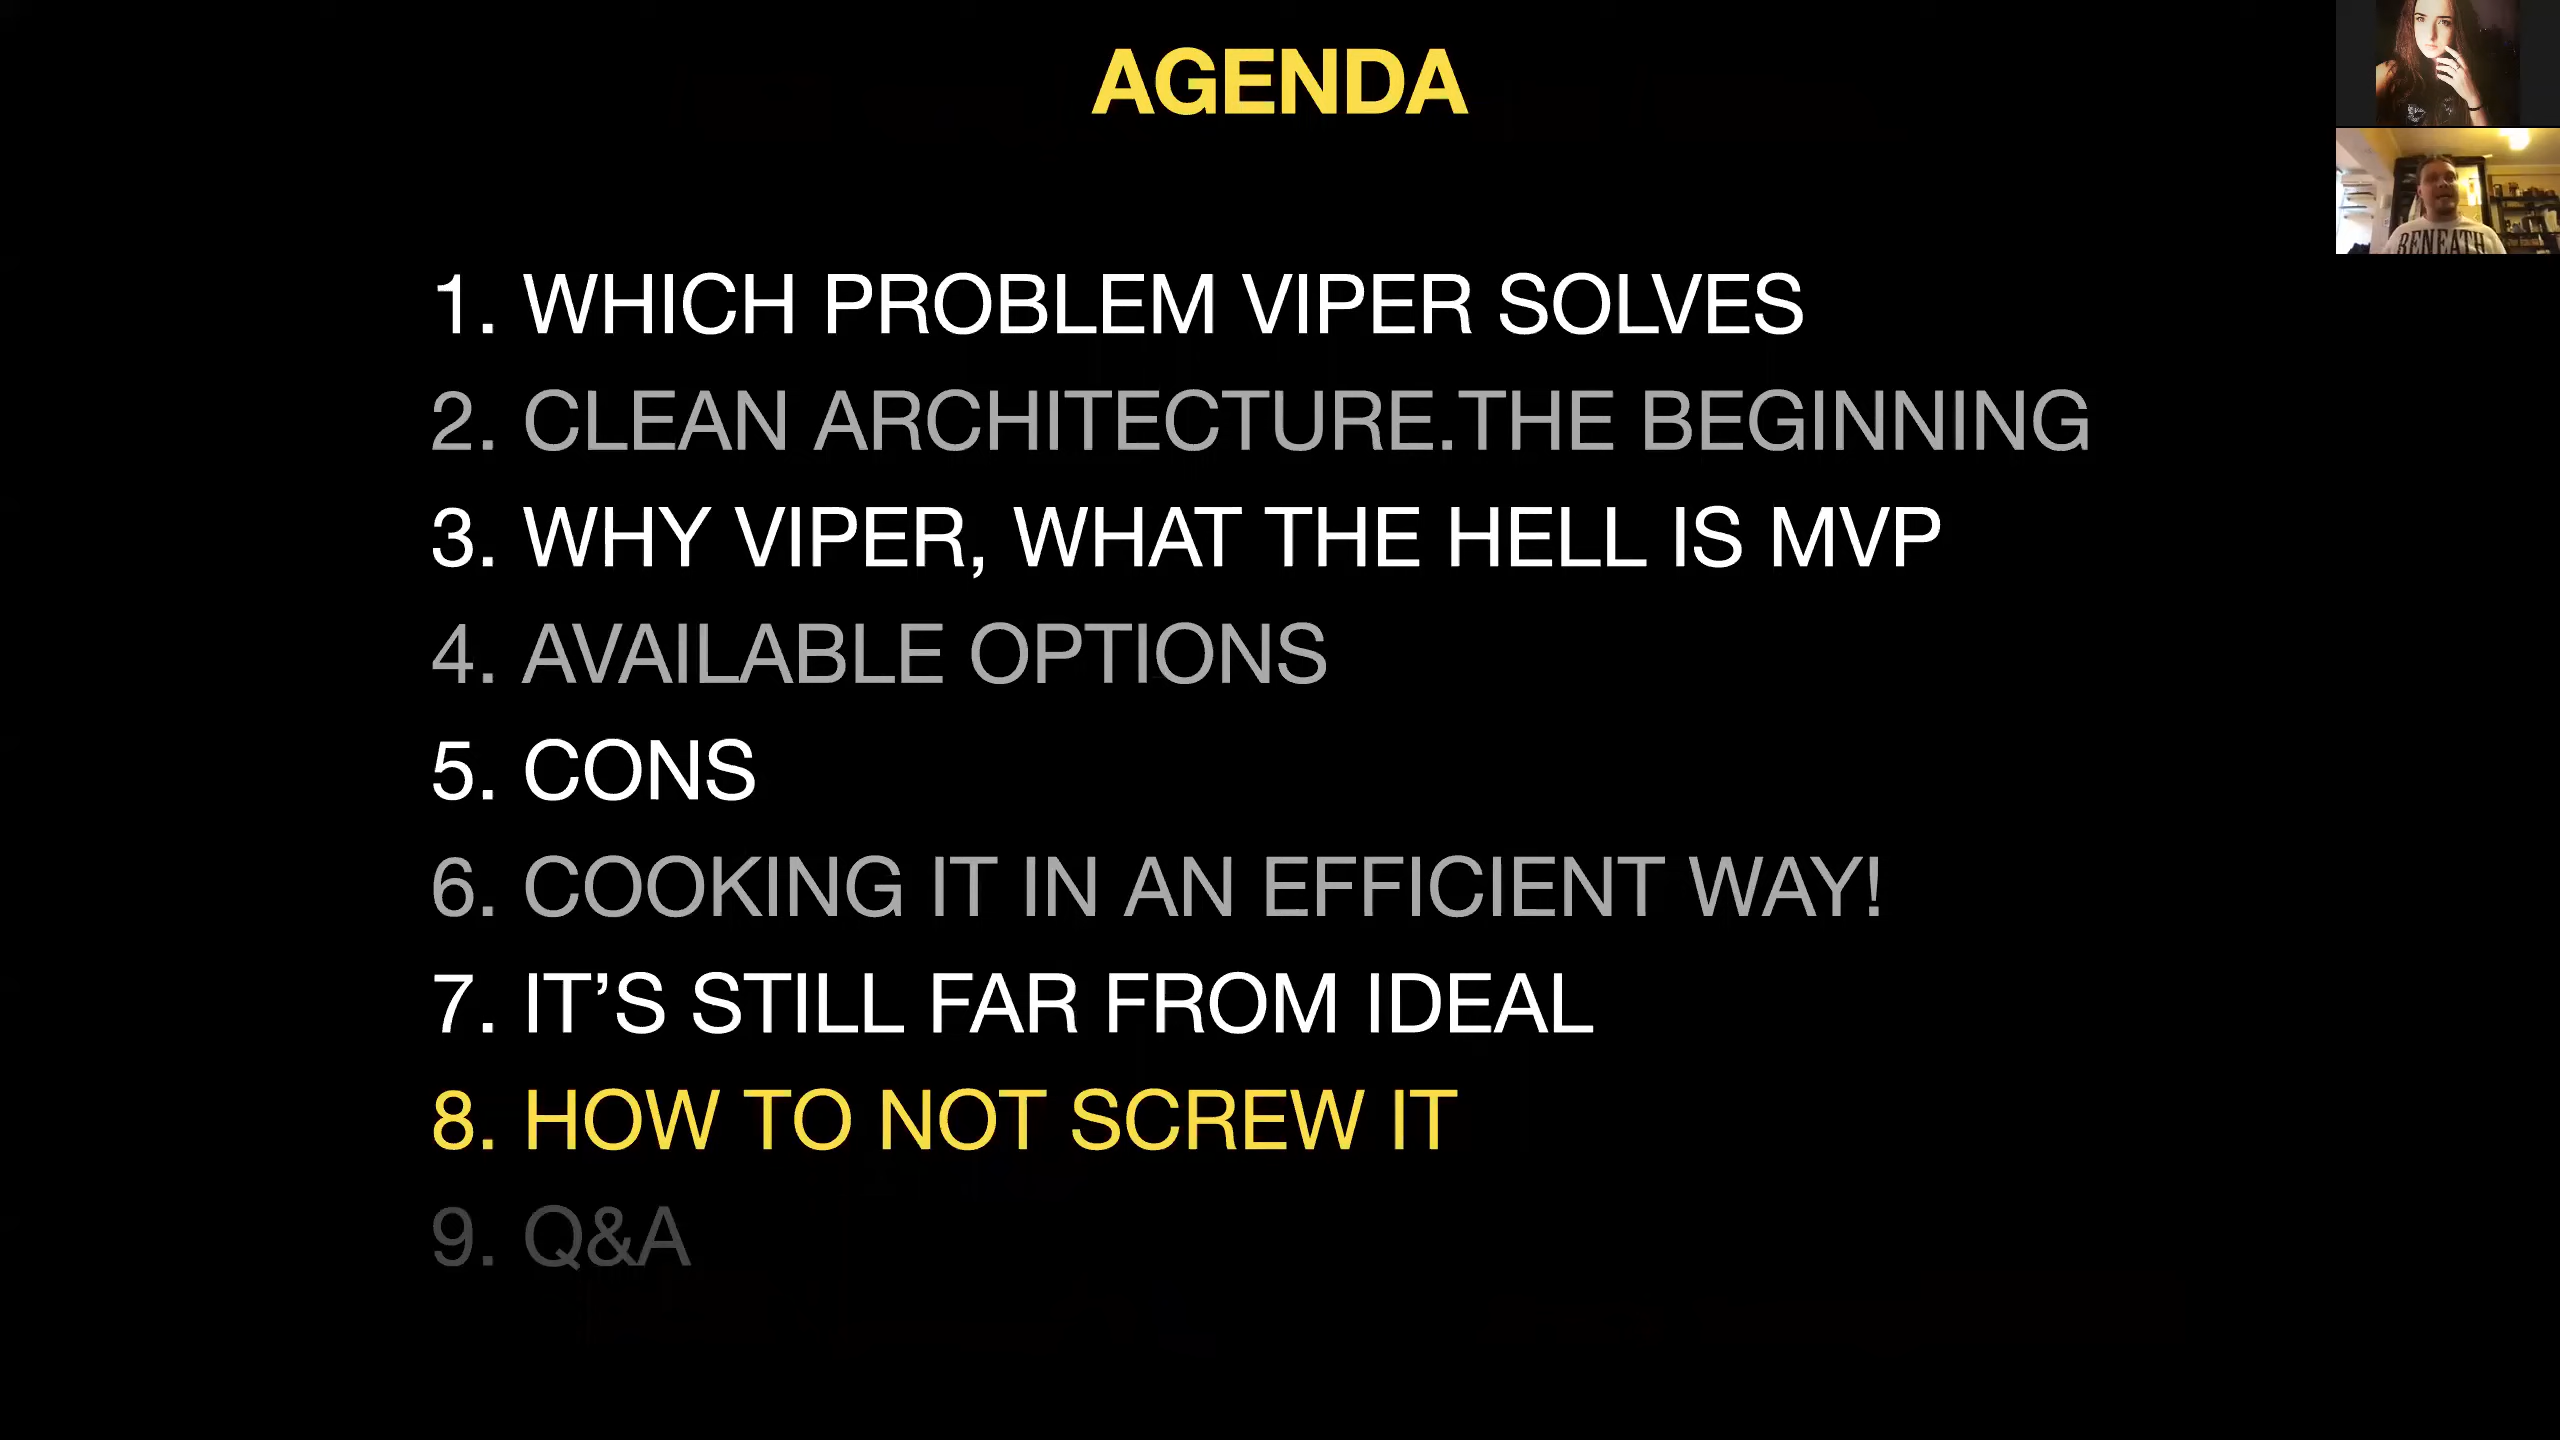 AGENDA
1. WHICH PROBLEM VIPER SOLVES
2. CLEAN ARCHITECTURE.THE BEGINNING
3. WHY VIPER, WHAT THE HELL IS MVP
4. AVAILABLE OPTIONS
5. CONS
6. COOKING IT IN AN EFFICIENT WAY!
7. IT’S STILL FAR FROM IDEAL
8. HOW TO NOT SCREW IT
9. Q&A
BENEATH